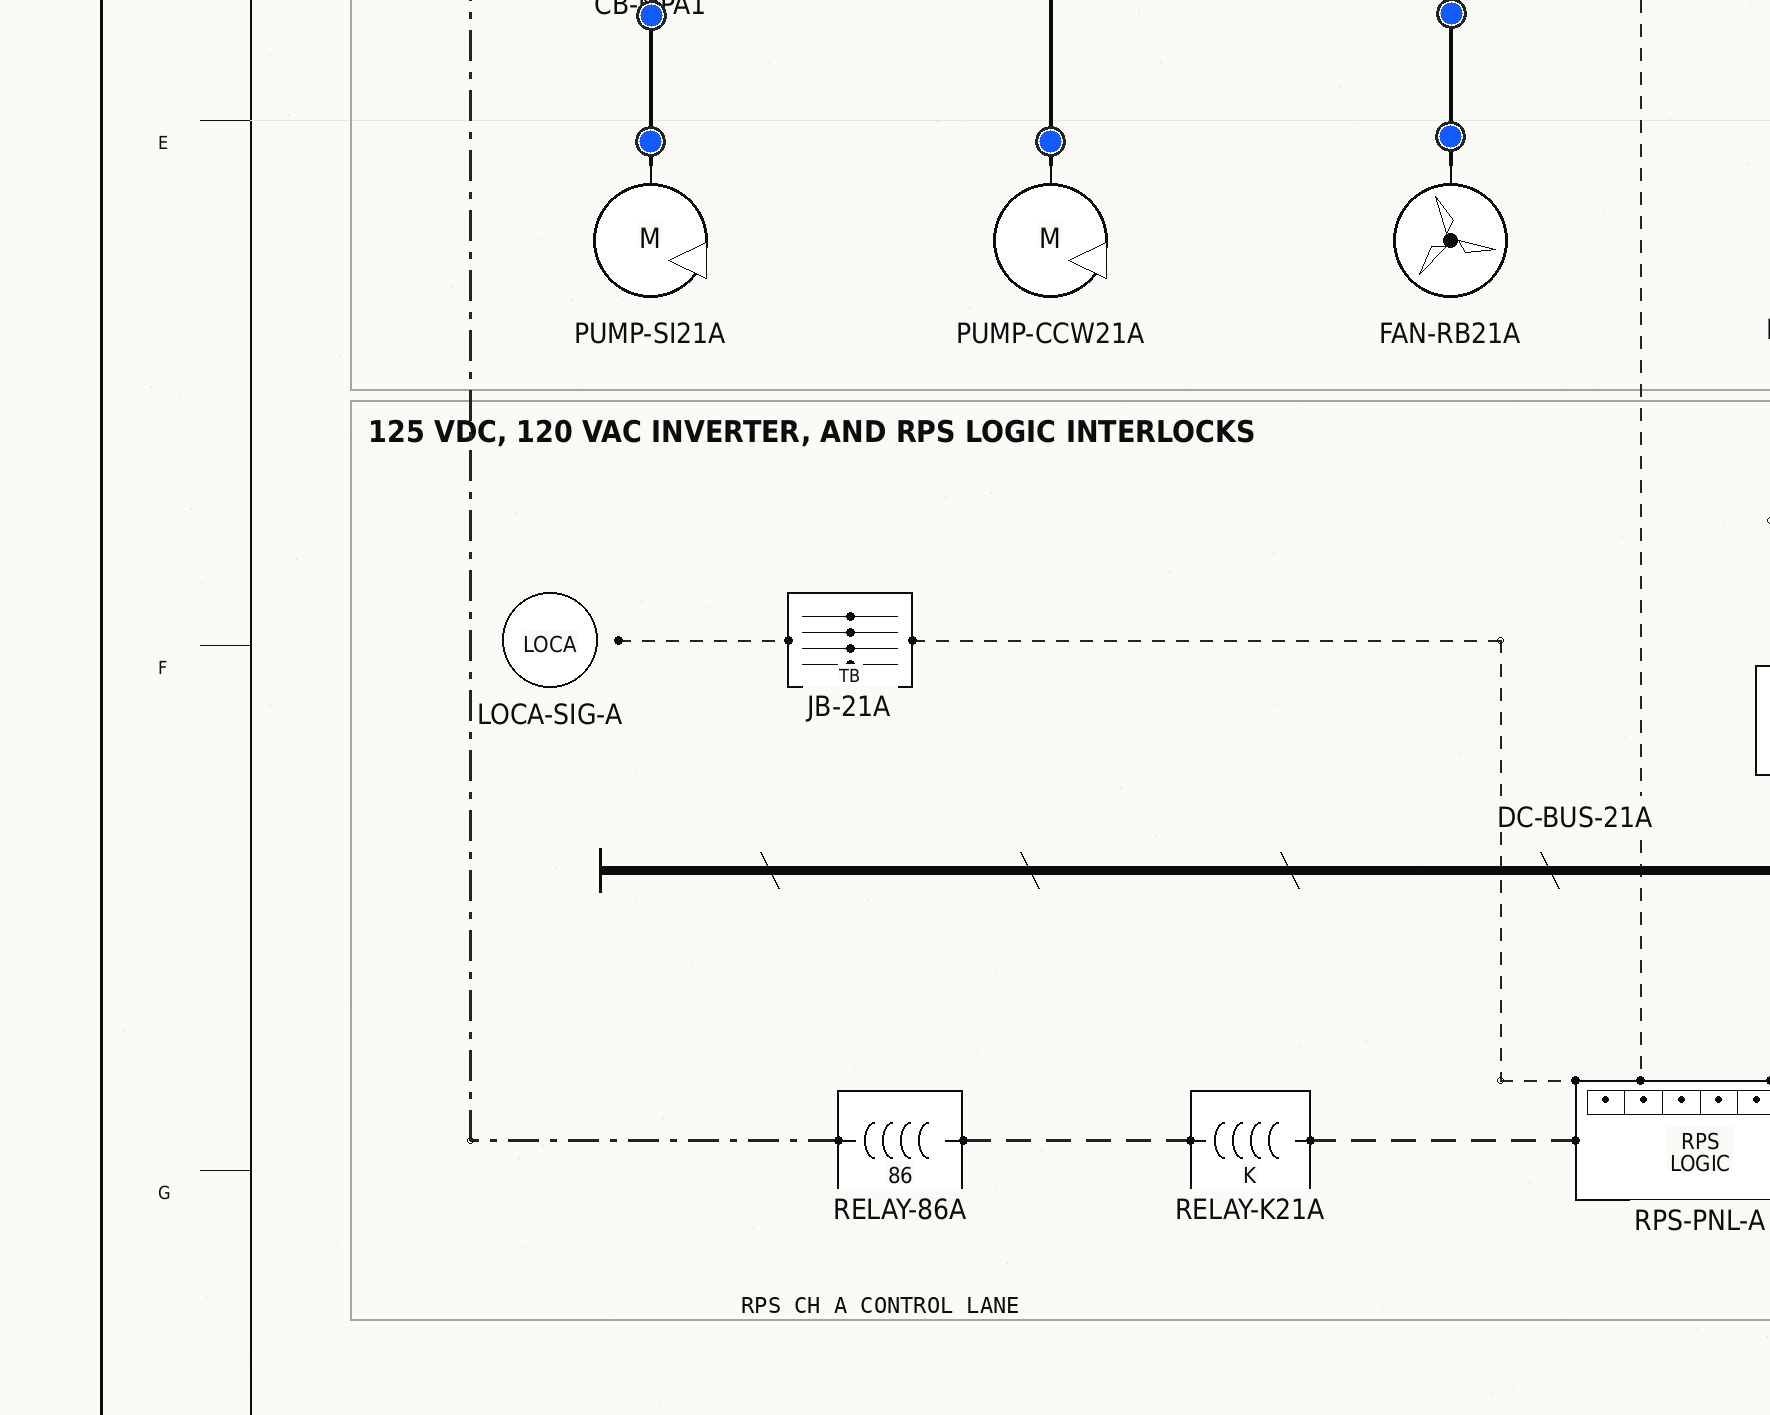 E
M
M
PUMP-SI21A
PUMP-CCW21A
FAN-RB21A
125 VDC, 120 VAC INVERTER, AND RPS LOGIC INTERLOCKS
LOCA
LOCA-SIG-A
TB
JB-21A
F
DC-BUS-21A
86
RELAY-86A
K
RELAY-K21A
RPS
LOGIC
RPS-PNL-A
G
RPS CH A CONTROL LANE